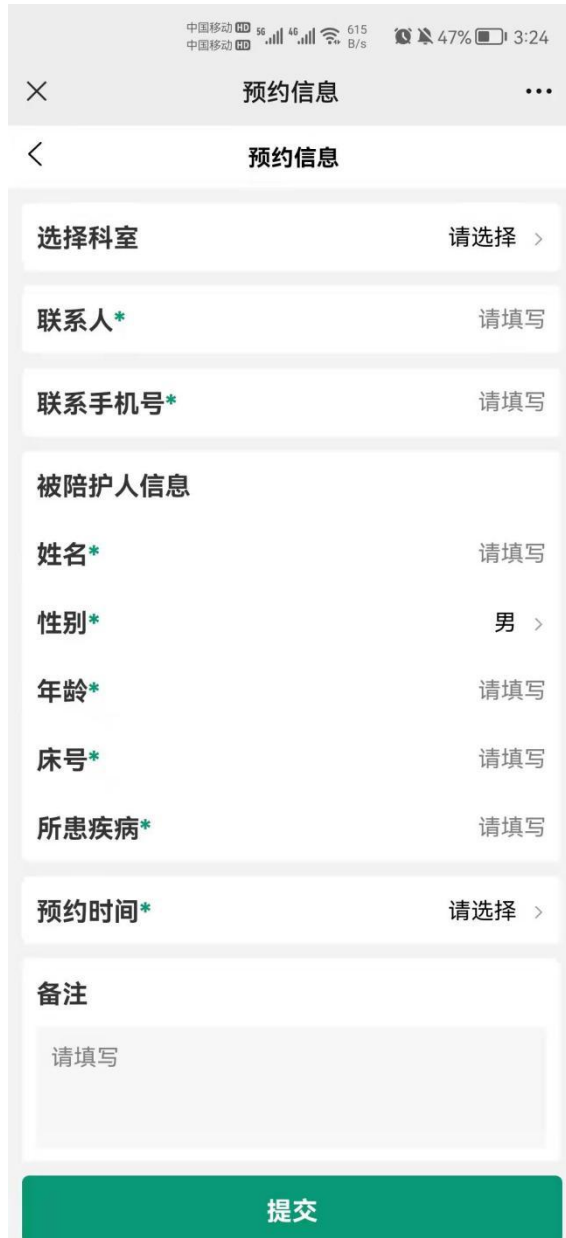 中国移动 HD 5G 4G 615 47% 3:24
中国移动 HD B/s
预约信息
预约信息
选择科室 请选择
联系人* 请填写
联系手机号* 请填写
被陪护人信息
姓名* 请填写
性别* 男
年龄* 请填写
床号* 请填写
所患疾病* 请填写
预约时间* 请选择
备注
请填写
提交